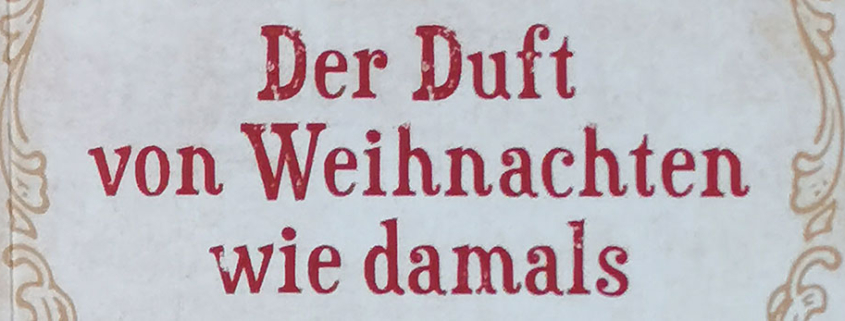 Der Duft
von Weihnachten
wie damals